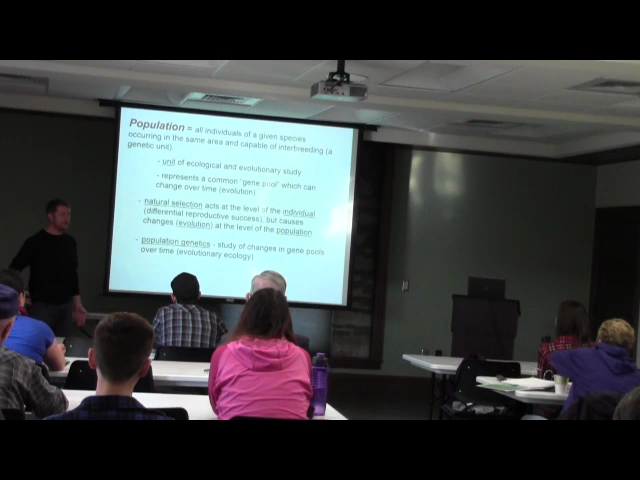 Population = all individuals of a given species
occurring in the same area and capable of interbreeding (a
genetic unit).
- unit of ecological and evolutionary study
- represents a common "gene pool" which can
change over time (evolution)
- natural selection acts at the level of the individual
(differential reproductive success), but causes
changes (evolution) at the level of the population
- population genetics - study of changes in gene pools
over time (evolutionary ecology)